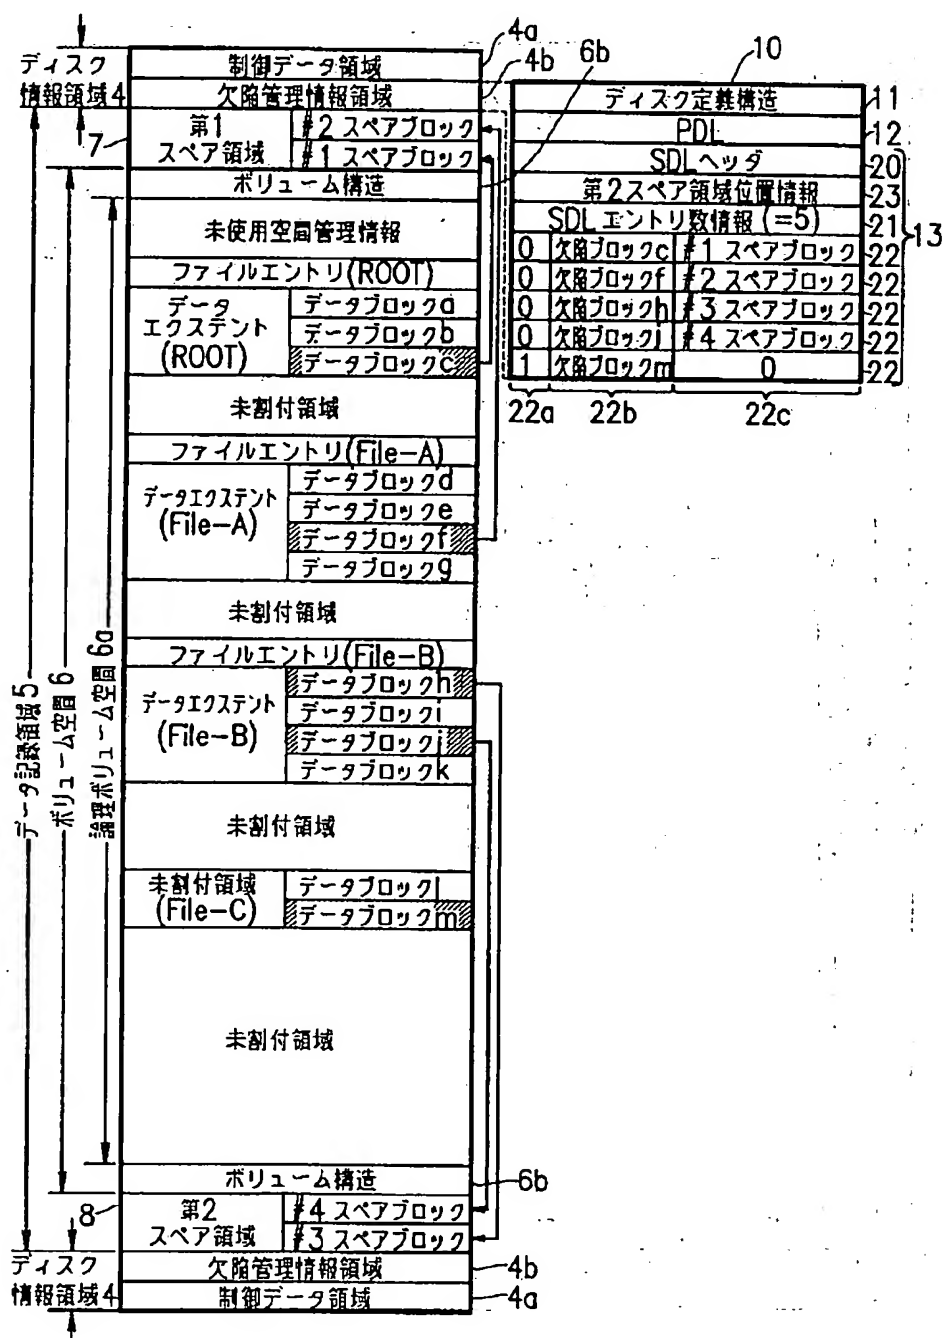 4a
ディスク
情報領域4
制御データ領域
4b
6b
欠陥管理情報領域
7
第1
スペア領域
#2 スペアブロック
#1 スペアブロック
ボリューム構造
未使用空間管理情報
ファイルエントリ(ROOT)
データ
エクステント
(ROOT)
データブロックa
データブロックb
データブロックc
未割付領域
ファイルエントリ(File-A)
データエクステント
(File-A)
データブロックd
データブロックe
データブロックf
データブロックg
未割付領域
ファイルエントリ(File-B)
データエクステント
(File-B)
データブロックh
データブロックi
データブロックj
データブロックk
未割付領域
未割付領域
(File-C)
データブロックl
データブロックm
未割付領域
ボリューム構造
6b
8
第2
スペア領域
#4 スペアブロック
#3 スペアブロック
ディスク
情報領域4
欠陥管理情報領域
4b
制御データ領域
4a
データ記録領域5
ボリューム空間6
論理ボリューム空間6a
10
ディスク定義構造
11
PDL
12
SDLヘッダ
20
第2スペア領域位置情報
23
SDLエントリ数情報(=5)
21
13
0 欠陥ブロックc #1 スペアブロック 22
0 欠陥ブロックf #2 スペアブロック 22
0 欠陥ブロックh #3 スペアブロック 22
0 欠陥ブロックj #4 スペアブロック 22
1 欠陥ブロックm 0 22
22a 22b 22c